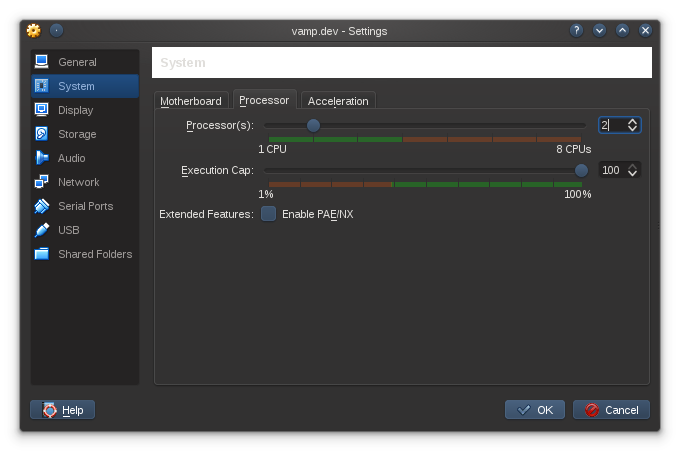 vamp.dev - Settings
?
General
System
Display
Storage
Audio
Network
Serial Ports
USB
Shared Folders
System
Motherboard Processor Acceleration
Processor(s): 2
1 CPU 8 CPUs
Execution Cap: 100
1% 100%
Extended Features: Enable PAE/NX
Help OK Cancel